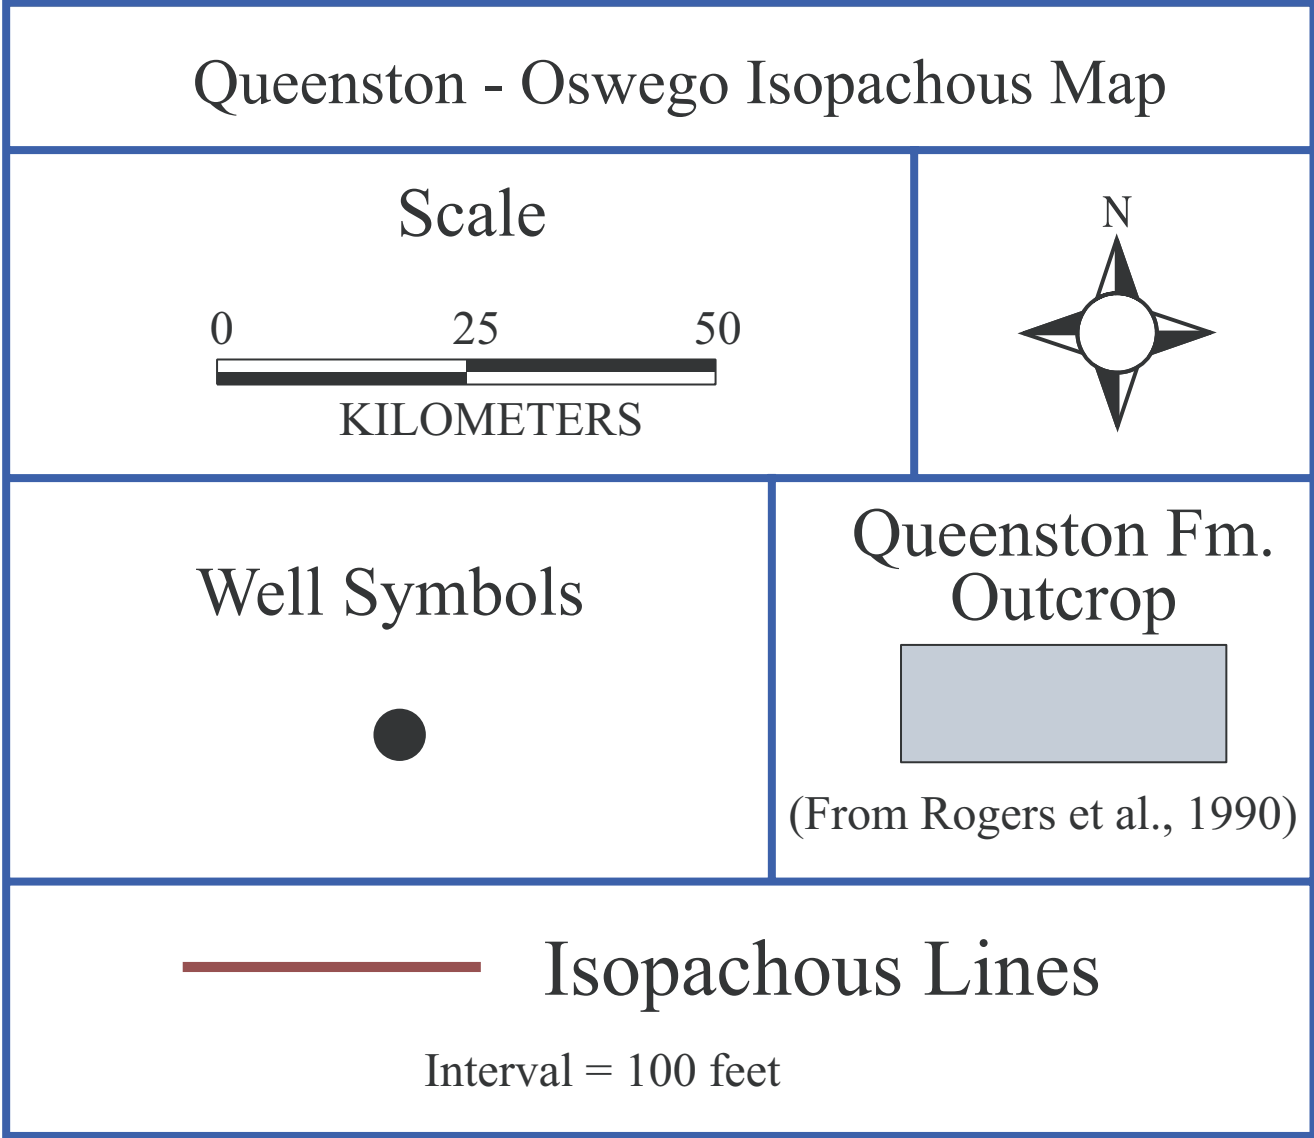 Queenston - Oswego Isopachous Map
Scale
0 25 50
KILOMETERS
N
Well Symbols
Queenston Fm.
Outcrop
(From Rogers et al., 1990)
Isopachous Lines
Interval = 100 feet